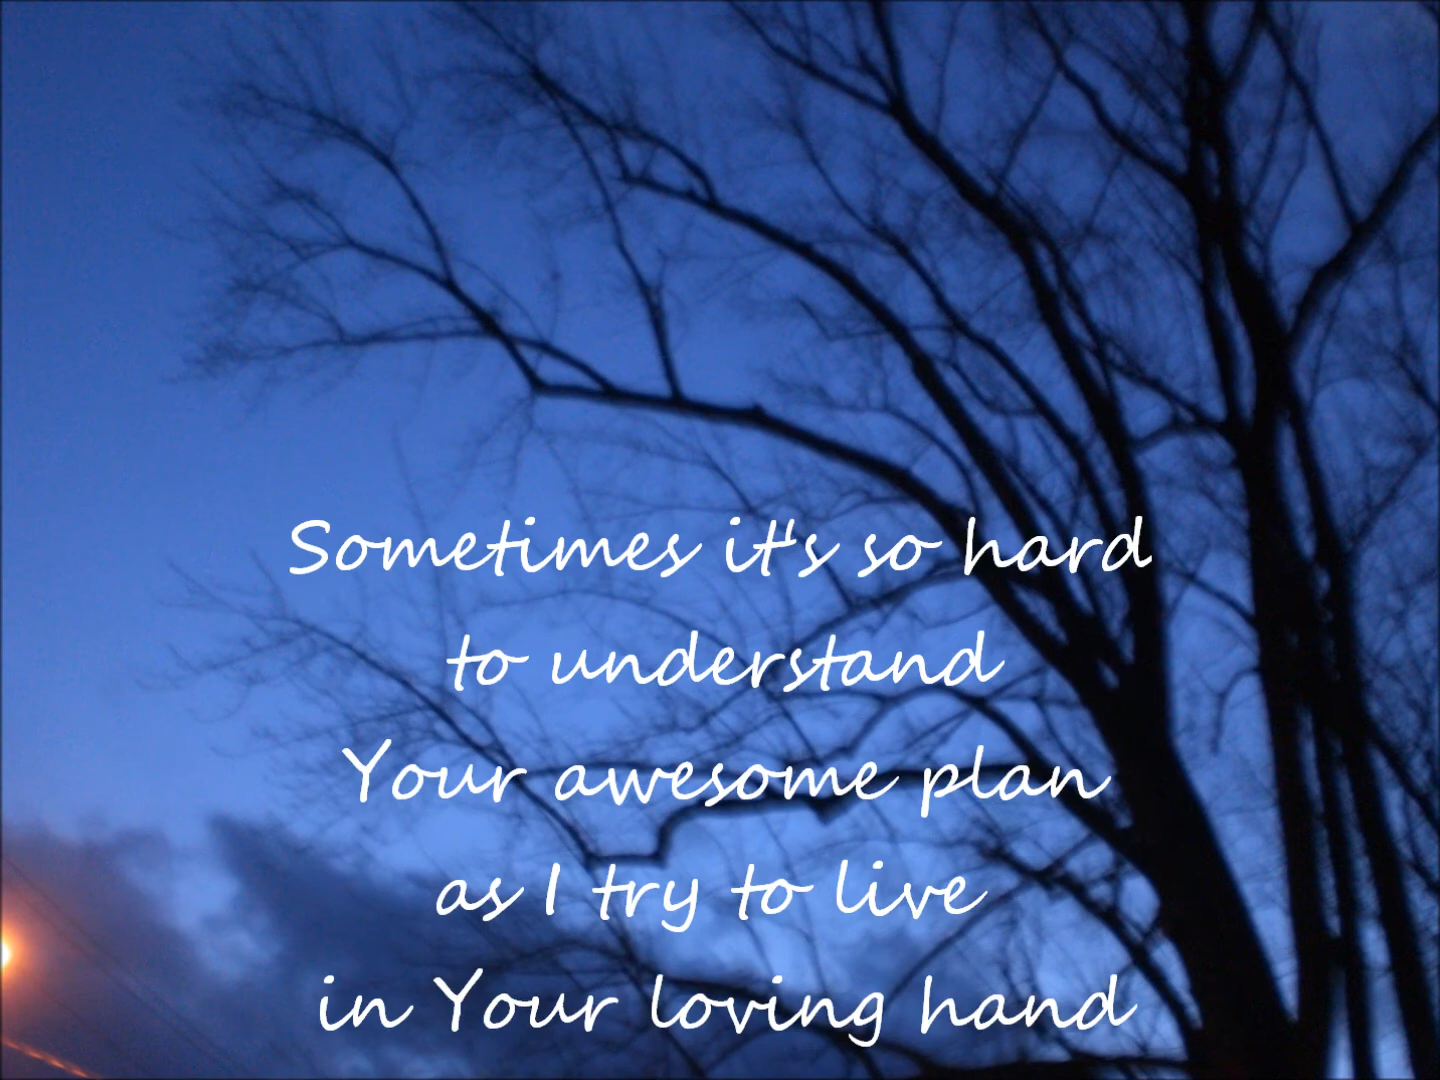 Sometimes it's so hard
to understand
Your awesome plan
as I try to live
in Your loving hand